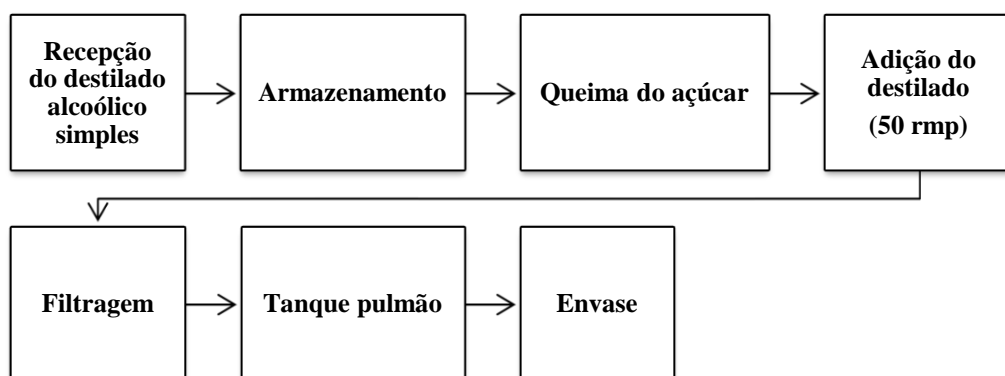 Recepção
do destilado
alcoólico
simples
Armazenamento
Queima do açúcar
Adição do
destilado
(50 rmp)
Filtragem
Tanque pulmão
Envase